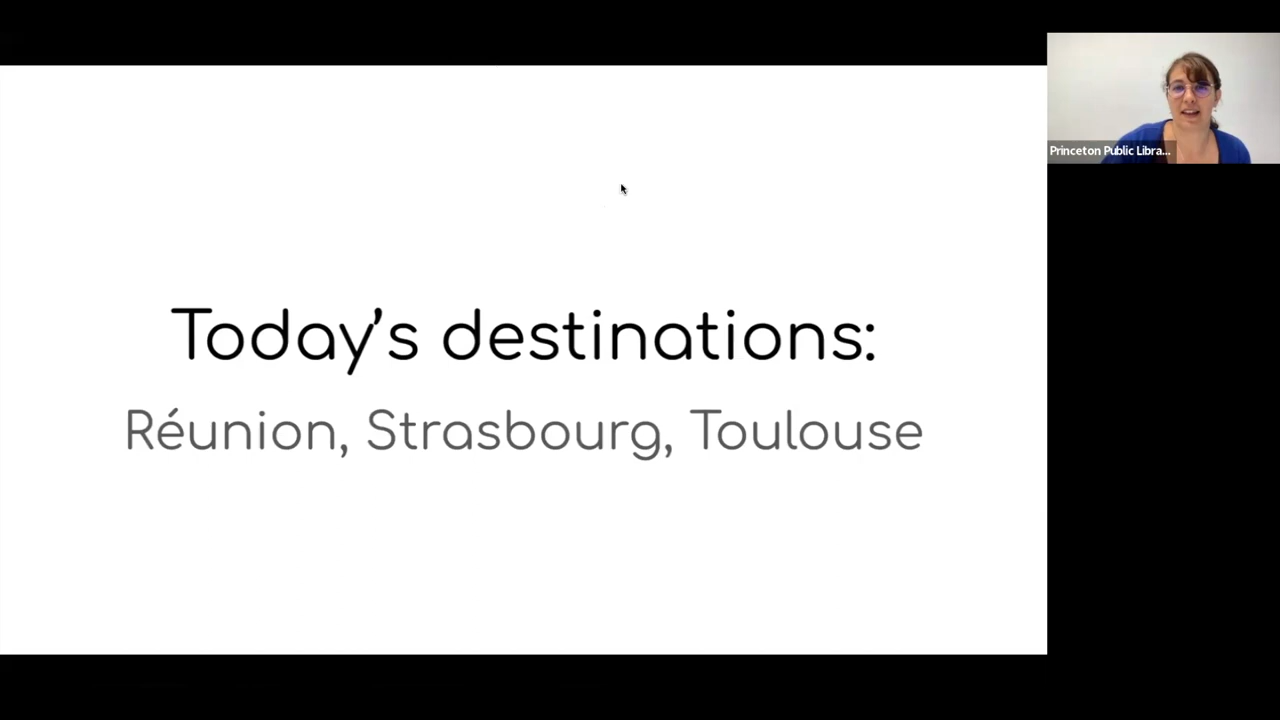 Today’s destinations:
Réunion, Strasbourg, Toulouse
Princeton Public Libra...